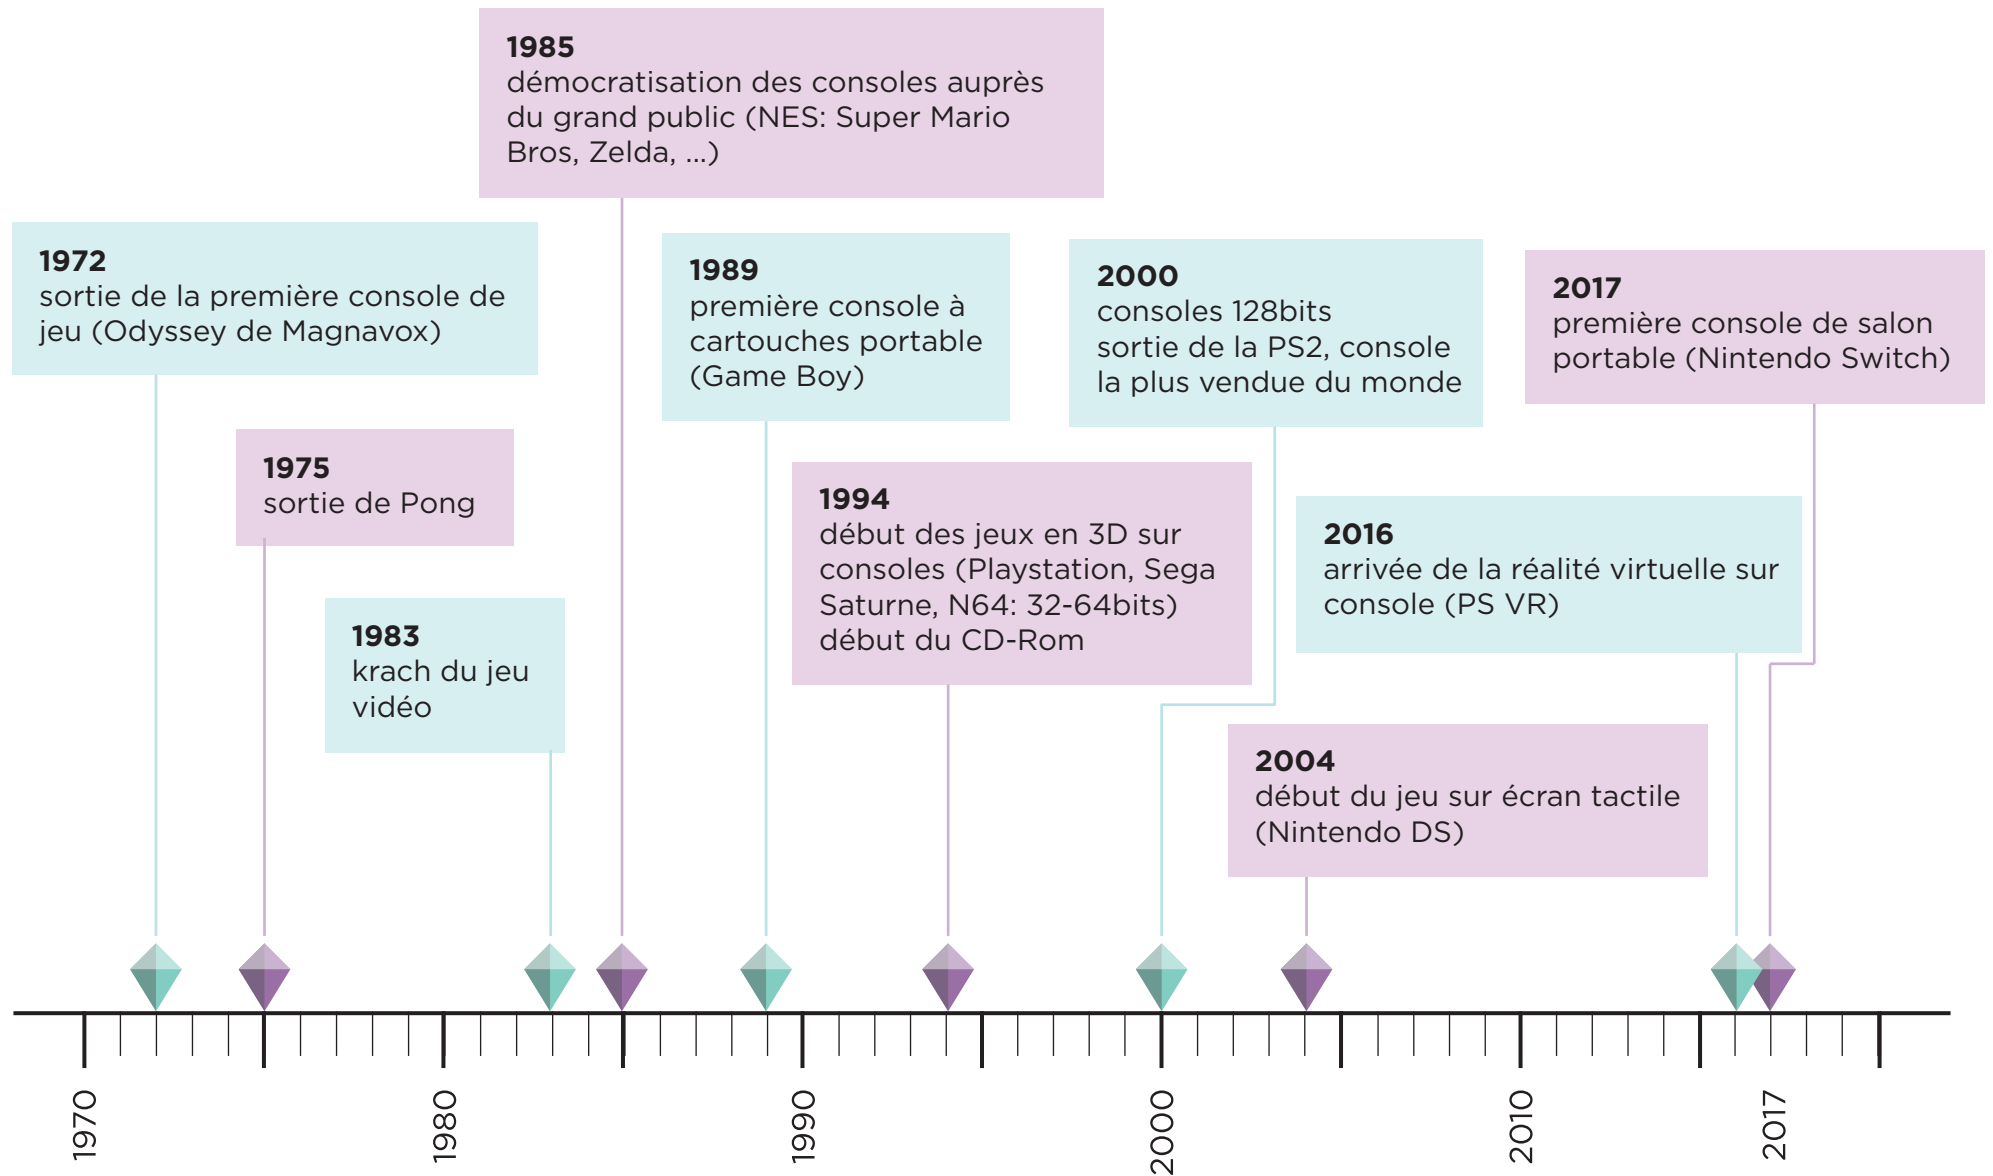 1985
démocratisation des consoles auprès
du grand public (NES: Super Mario
Bros, Zelda, ...)
1972
sortie de la première console de
jeu (Odyssey de Magnavox)
1989
première console à
cartouches portable
(Game Boy)
2000
consoles 128bits
sortie de la PS2, console
la plus vendue du monde
2017
première console de salon
portable (Nintendo Switch)
1975
sortie de Pong
1994
début des jeux en 3D sur
consoles (Playstation, Sega
Saturne, N64: 32-64bits)
début du CD-Rom
2016
arrivée de la réalité virtuelle sur
console (PS VR)
1983
krach du jeu
vidéo
2004
début du jeu sur écran tactile
(Nintendo DS)
1970
1980
1990
2000
2010
2017